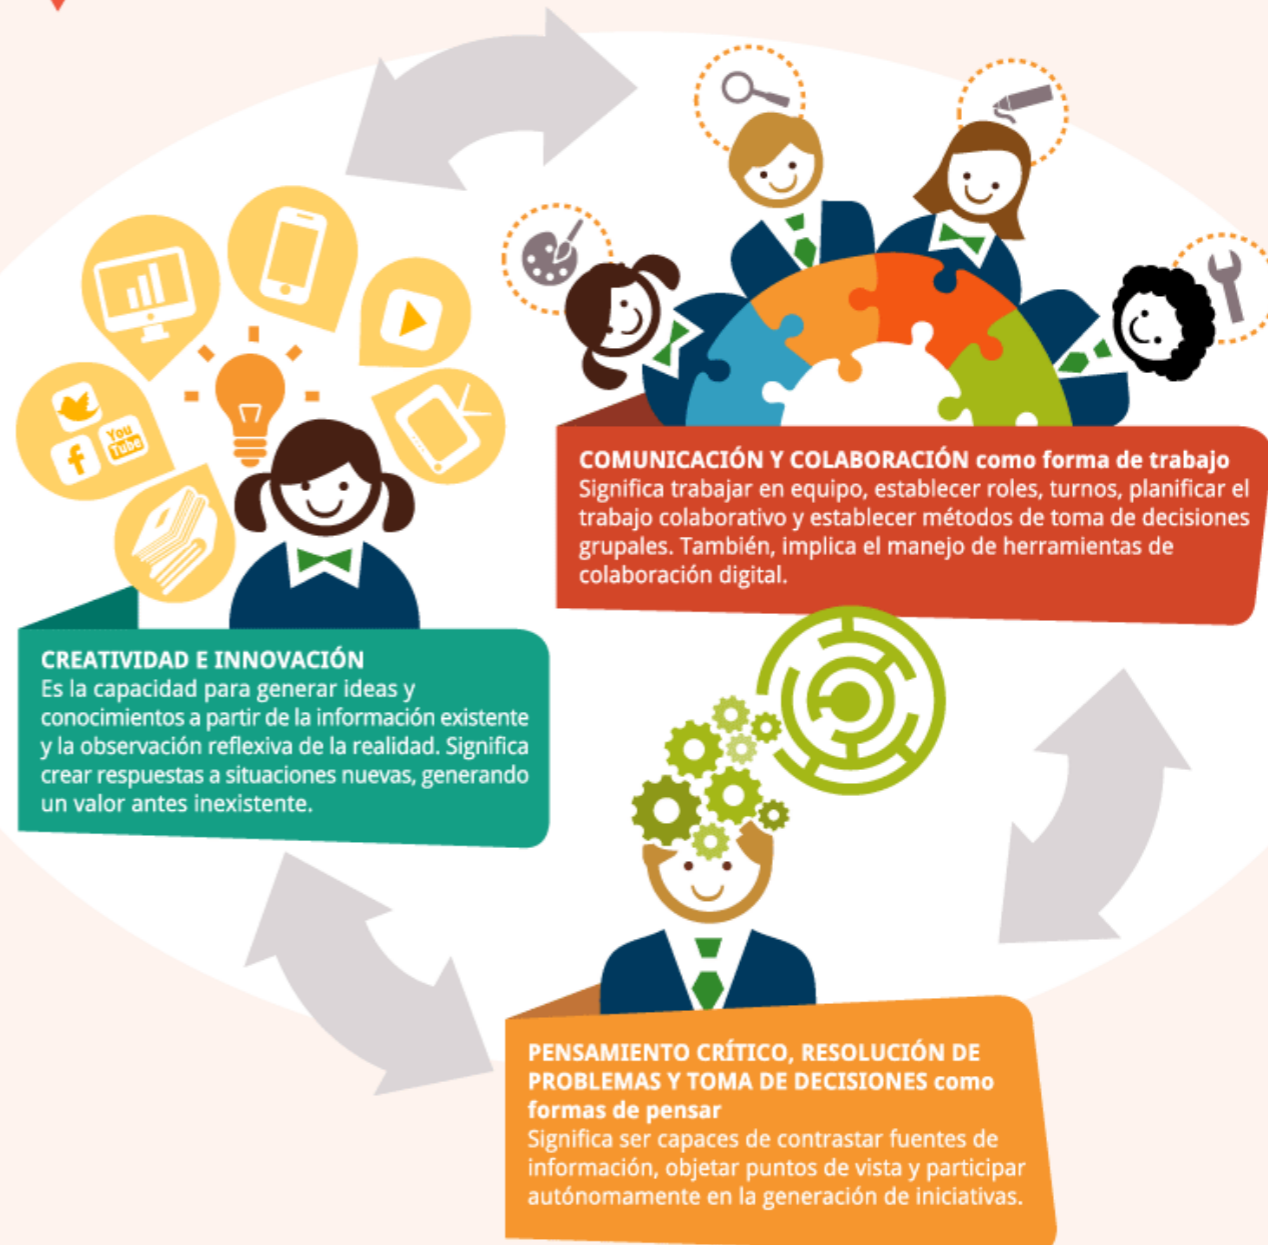 You
Tube
COMUNICACIÓN Y COLABORACIÓN como forma de trabajo
Significa trabajar en equipo, establecer roles, turnos, planificar el
trabajo colaborativo y establecer métodos de toma de decisiones
grupales. También, implica el manejo de herramientas de
colaboración digital.
CREATIVIDAD E INNOVACIÓN
Es la capacidad para generar ideas y
conocimientos a partir de la información existente
y la observación reflexiva de la realidad. Significa
crear respuestas a situaciones nuevas, generando
un valor antes inexistente.
PENSAMIENTO CRÍTICO, RESOLUCIÓN DE
PROBLEMAS Y TOMA DE DECISIONES como
formas de pensar
Significa ser capaces de contrastar fuentes de
información, objetar puntos de vista y participar
autónomamente en la generación de iniciativas.